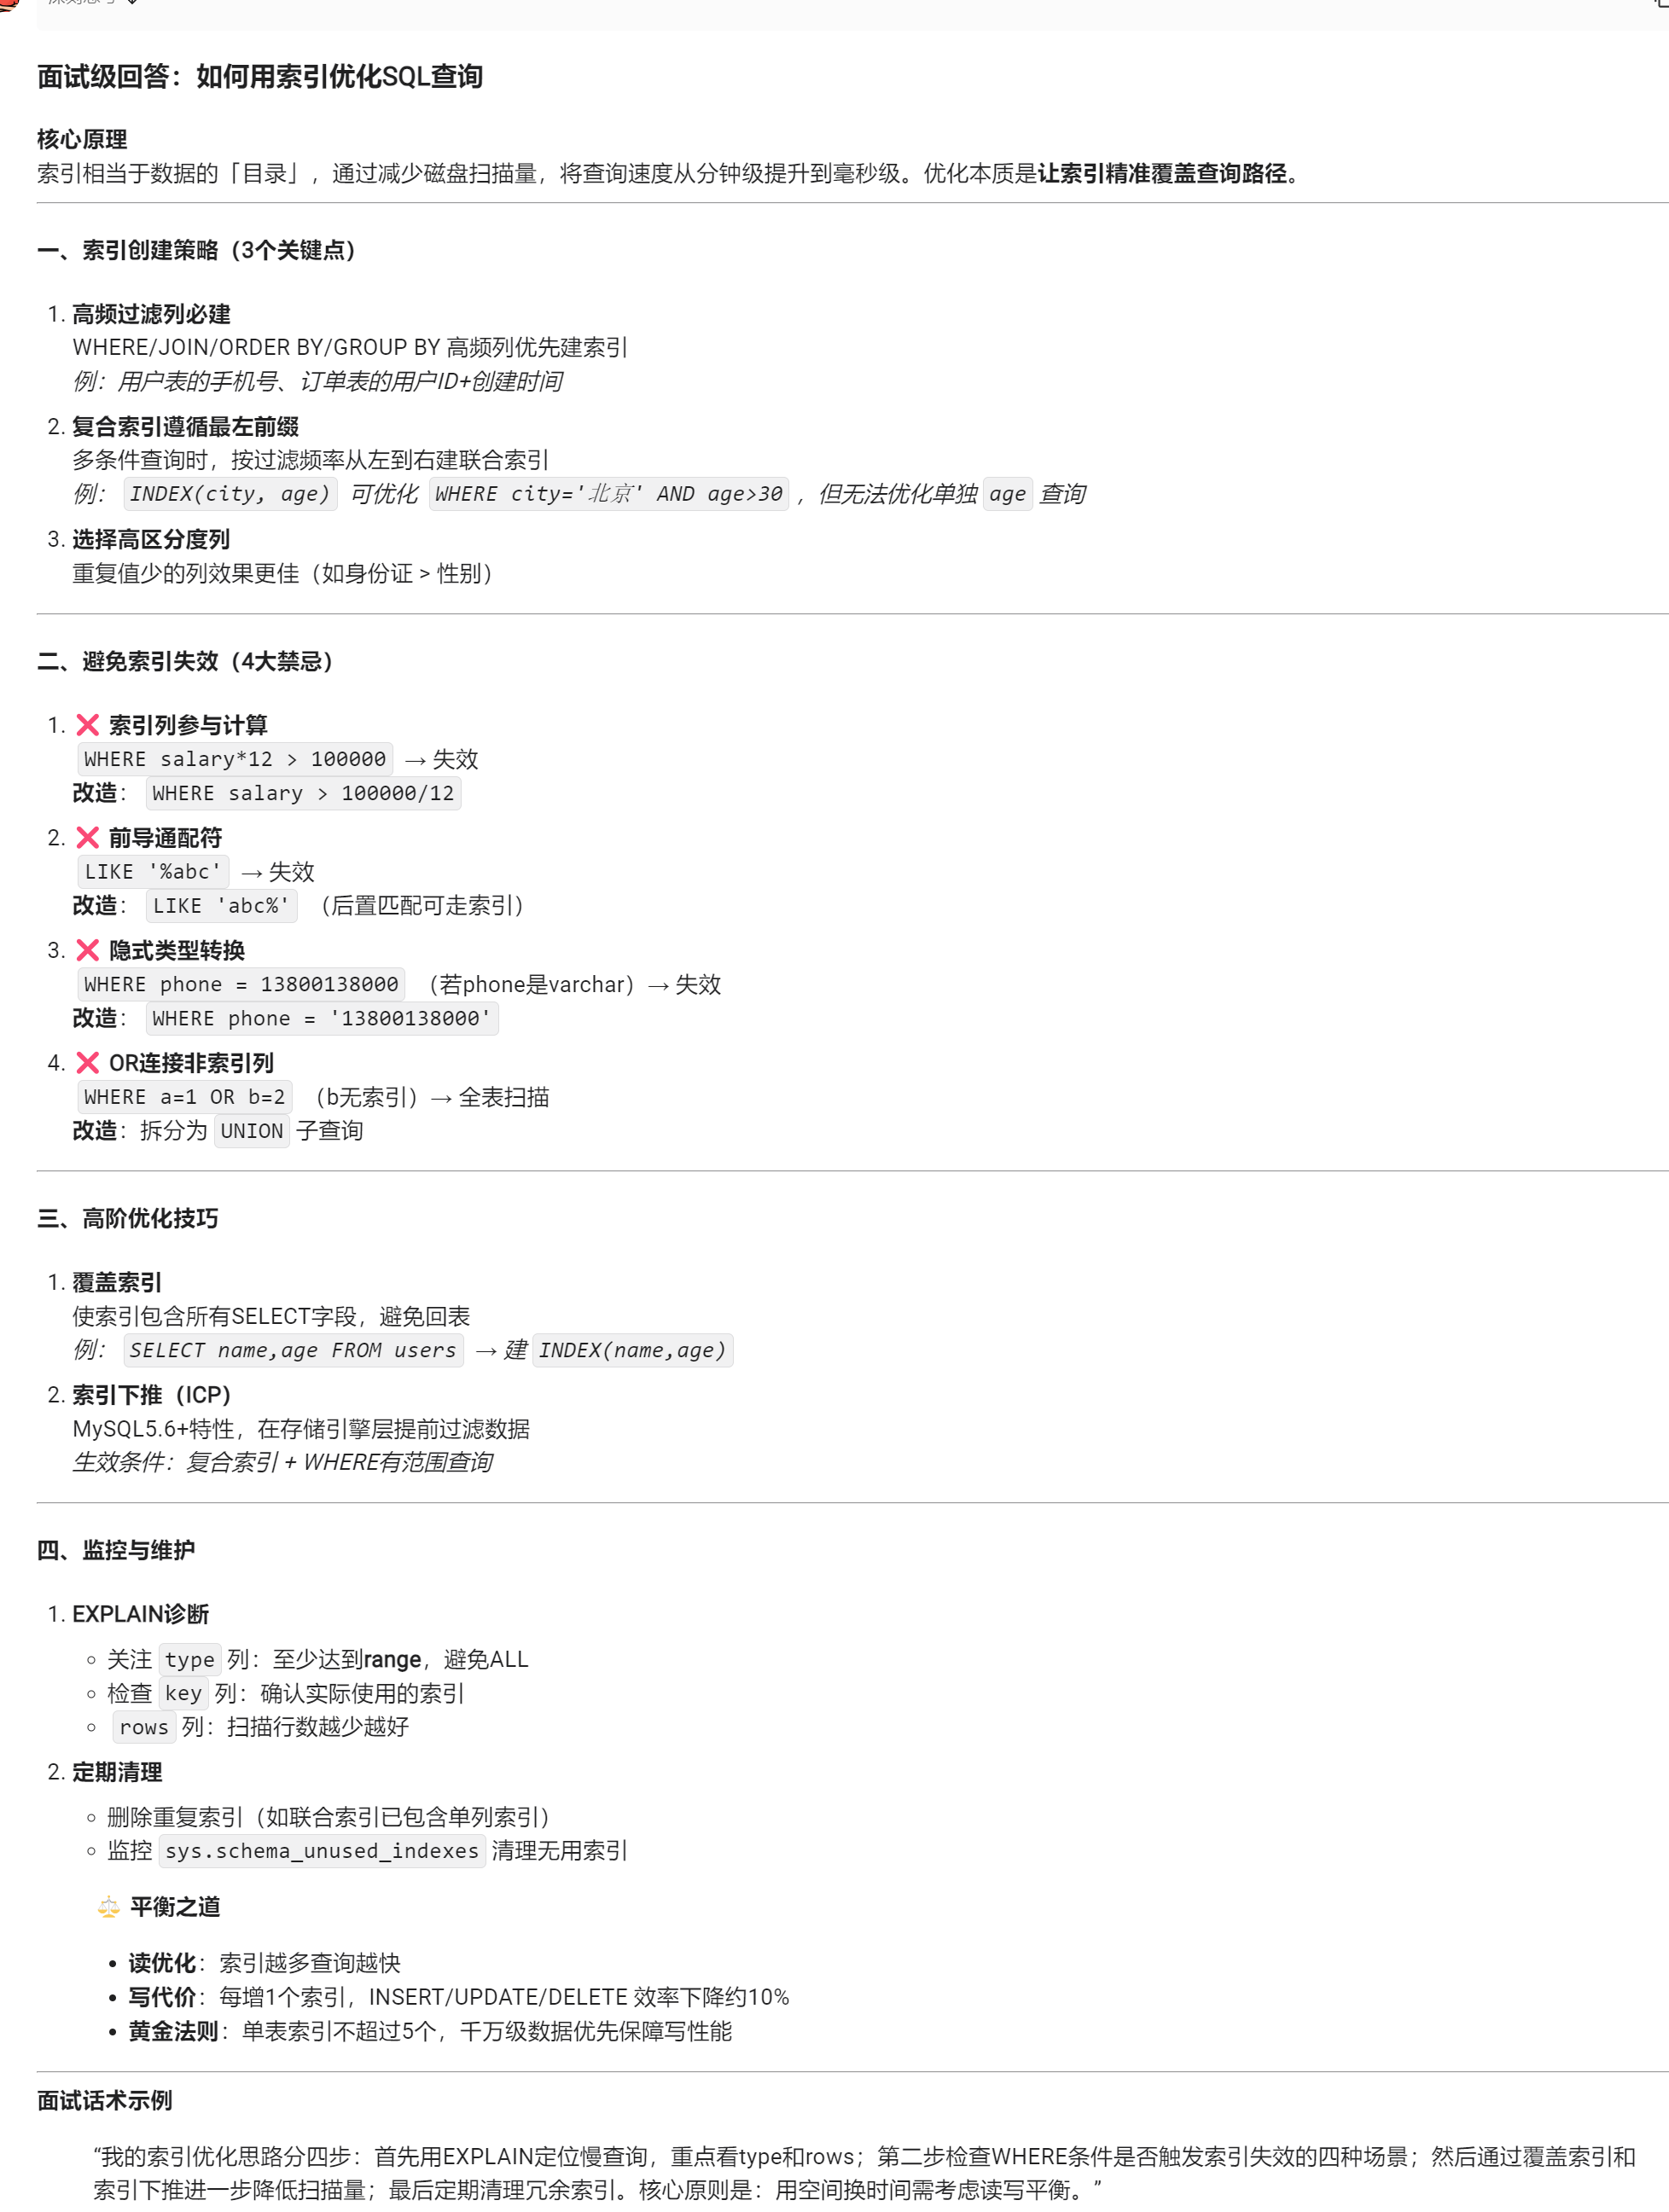 面试级回答：如何用索引优化SQL查询
核心原理
索引相当于数据的「目录」，通过减少磁盘扫描量，将查询速度从分钟级提升到毫秒级。优化本质是让索引精准覆盖查询路径。
一、索引创建策略（3个关键点）
1. 高频过滤列必建
WHERE/JOIN/ORDER BY/GROUP BY 高频列优先建索引
例：用户表的手机号、订单表的用户ID+创建时间
2. 复合索引遵循最左前缀
多条件查询时，按过滤频率从左到右建联合索引
例： INDEX(city, age) 可优化 WHERE city='北京' AND age>30 ，但无法优化单独 age 查询
3. 选择高区分度列
重复值少的列效果更佳（如身份证 > 性别）
二、避免索引失效（4大禁忌）
1. ❌ 索引列参与计算
WHERE salary*12 > 100000 → 失效
改造： WHERE salary > 100000/12
2. ❌ 前导通配符
LIKE '%abc' → 失效
改造： LIKE 'abc%' （后置匹配可走索引）
3. ❌ 隐式类型转换
WHERE phone = 13800138000 （若phone是varchar）→ 失效
改造： WHERE phone = '13800138000'
4. ❌ OR连接非索引列
WHERE a=1 OR b=2 （b无索引）→ 全表扫描
改造：拆分为 UNION 子查询
三、高阶优化技巧
1. 覆盖索引
使索引包含所有SELECT字段，避免回表
例： SELECT name,age FROM users → 建 INDEX(name,age)
2. 索引下推（ICP）
MySQL5.6+特性，在存储引擎层提前过滤数据
生效条件：复合索引 + WHERE有范围查询
四、监控与维护
1. EXPLAIN诊断
◦ 关注 type 列：至少达到range，避免ALL
◦ 检查 key 列：确认实际使用的索引
◦ rows 列：扫描行数越少越好
2. 定期清理
◦ 删除重复索引（如联合索引已包含单列索引）
◦ 监控 sys.schema_unused_indexes 清理无用索引
⚖️ 平衡之道
• 读优化：索引越多查询越快
• 写代价：每增1个索引，INSERT/UPDATE/DELETE 效率下降约10%
• 黄金法则：单表索引不超过5个，千万级数据优先保障写性能
面试话术示例
“我的索引优化思路分四步：首先用EXPLAIN定位慢查询，重点看type和rows；第二步检查WHERE条件是否触发索引失效的四种场景；然后通过覆盖索引和
索引下推进一步降低扫描量；最后定期清理冗余索引。核心原则是：用空间换时间需考虑读写平衡。”